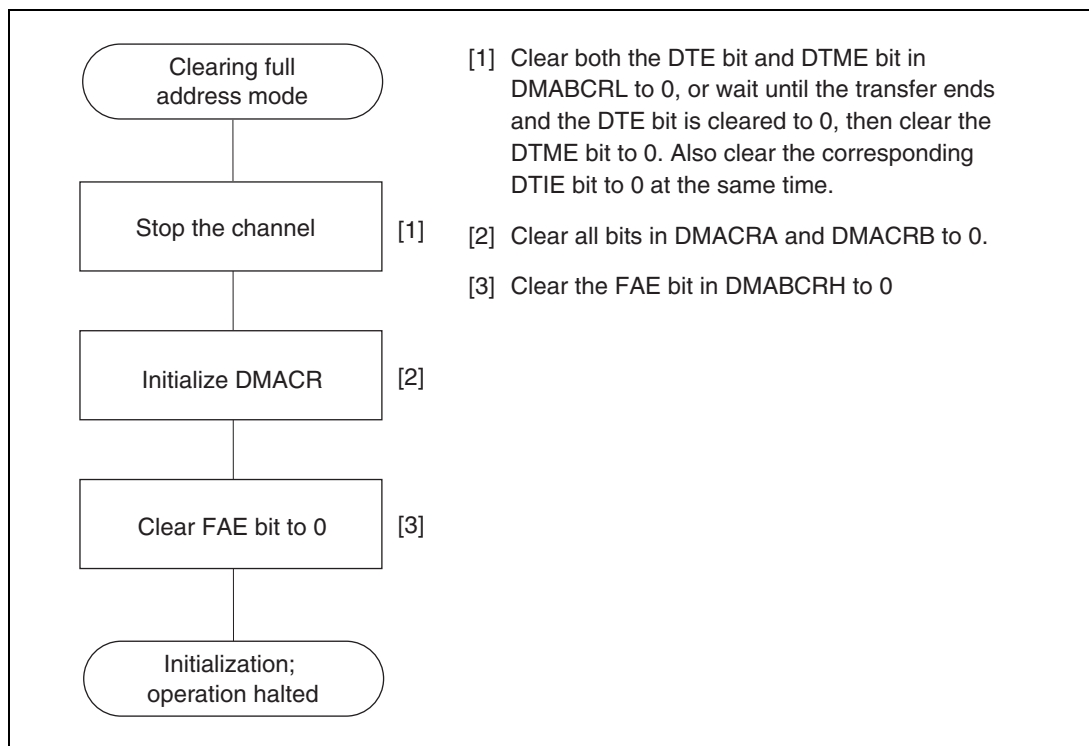 Clearing full
address mode
Stop the channel
[1]
Initialize DMACR
[2]
Clear FAE bit to 0
[3]
Initialization;
operation halted
[1] Clear both the DTE bit and DTME bit in
DMABCRL to 0, or wait until the transfer ends
and the DTE bit is cleared to 0, then clear the
DTME bit to 0. Also clear the corresponding
DTIE bit to 0 at the same time.
[2] Clear all bits in DMACRA and DMACRB to 0.
[3] Clear the FAE bit in DMABCRH to 0